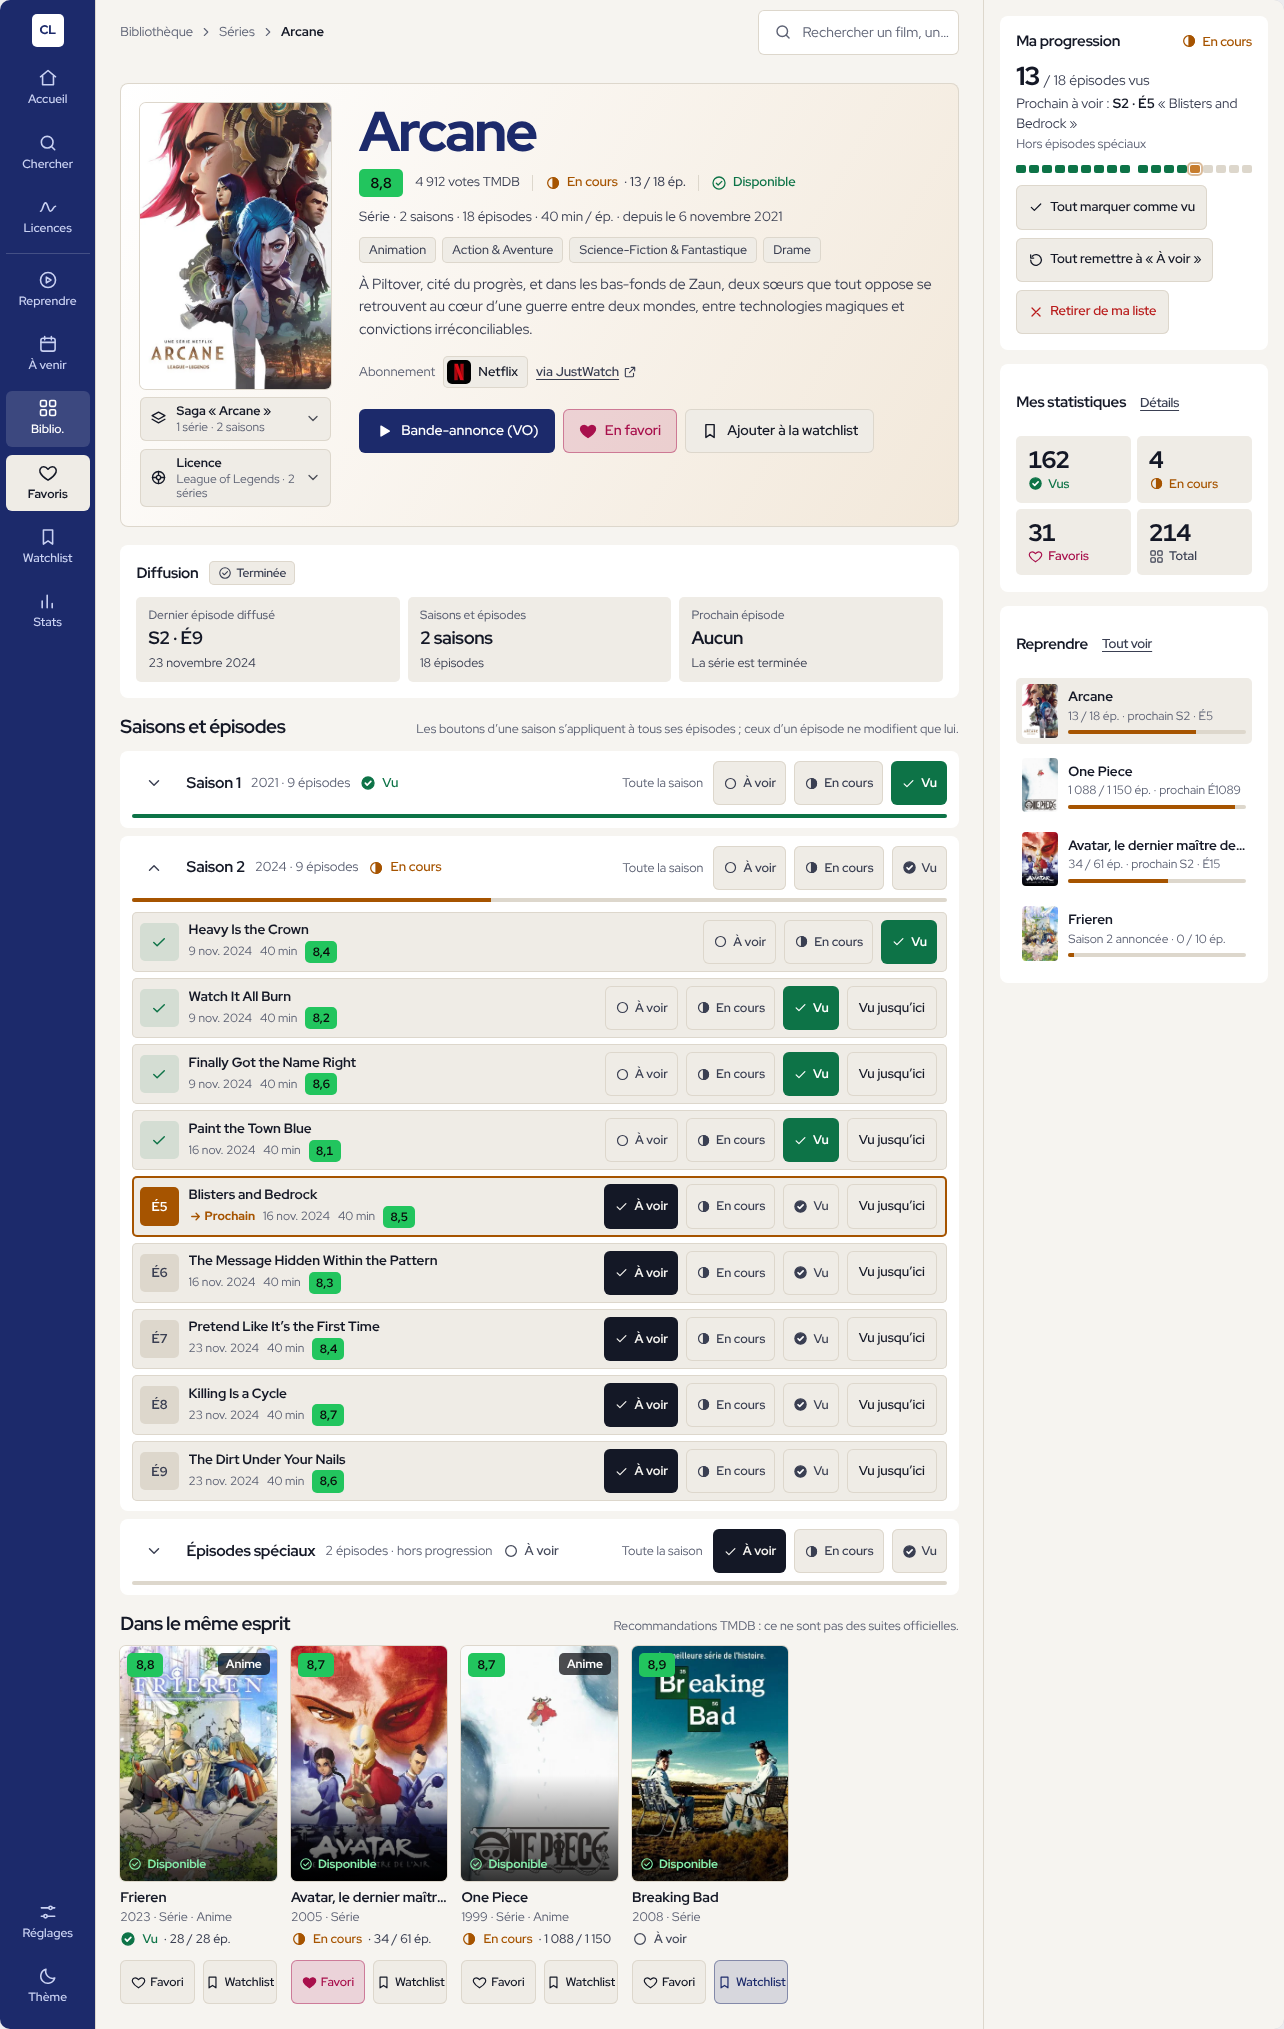 CL
Accueil
Chercher
Licences
Reprendre
À venir
Biblio.
Favoris
Watchlist
Stats
Réglages
Thème
Bibliothèque > Séries > Arcane
Rechercher un film, un…
UNE SÉRIE NETFLIX
ARCANE
LEAGUE OF LEGENDS
Saga « Arcane »
1 série · 2 saisons
Licence
League of Legends · 2
séries
Arcane
8,8 4 912 votes TMDB En cours · 13 / 18 ép. Disponible
Série · 2 saisons · 18 épisodes · 40 min / ép. · depuis le 6 novembre 2021
Animation Action & Aventure Science-Fiction & Fantastique Drame
À Piltover, cité du progrès, et dans les bas-fonds de Zaun, deux sœurs que tout oppose se
retrouvent au cœur d’une guerre entre deux mondes, entre technologies magiques et
convictions irréconciliables.
Abonnement N Netflix via JustWatch
Bande-annonce (VO) En favori Ajouter à la watchlist
Diffusion Terminée
Dernier épisode diffusé
S2 · É9
23 novembre 2024
Saisons et épisodes
2 saisons
18 épisodes
Prochain épisode
Aucun
La série est terminée
Saisons et épisodes Les boutons d’une saison s’appliquent à tous ses épisodes ; ceux d’un épisode ne modifient que lui.
Saison 1 2021 · 9 épisodes Vu Toute la saison À voir En cours Vu
Saison 2 2024 · 9 épisodes En cours Toute la saison À voir En cours Vu
Heavy Is the Crown
9 nov. 2024 40 min 8,4
À voir En cours Vu
Watch It All Burn
9 nov. 2024 40 min 8,2
À voir En cours Vu Vu jusqu’ici
Finally Got the Name Right
9 nov. 2024 40 min 8,6
À voir En cours Vu Vu jusqu’ici
Paint the Town Blue
16 nov. 2024 40 min 8,1
À voir En cours Vu Vu jusqu’ici
É5
Blisters and Bedrock
→ Prochain 16 nov. 2024 40 min 8,5
À voir En cours Vu Vu jusqu’ici
É6
The Message Hidden Within the Pattern
16 nov. 2024 40 min 8,3
À voir En cours Vu Vu jusqu’ici
É7
Pretend Like It’s the First Time
23 nov. 2024 40 min 8,4
À voir En cours Vu Vu jusqu’ici
É8
Killing Is a Cycle
23 nov. 2024 40 min 8,7
À voir En cours Vu Vu jusqu’ici
É9
The Dirt Under Your Nails
23 nov. 2024 40 min 8,6
À voir En cours Vu Vu jusqu’ici
Épisodes spéciaux 2 épisodes · hors progression À voir Toute la saison À voir En cours Vu
Dans le même esprit Recommandations TMDB : ce ne sont pas des suites officielles.
8,8 Anime
FRIEREN
Disponible
Frieren
2023 · Série · Anime
Vu · 28 / 28 ép.
Favori Watchlist
8,7
AVATAR
Disponible
Avatar, le dernier maîtr…
2005 · Série
En cours · 34 / 61 ép.
Favori Watchlist
8,7 Anime
ONE PIECE
Disponible
One Piece
1999 · Série · Anime
En cours · 1 088 / 1 150
Favori Watchlist
meilleure série de l'histoire.
8,9
Breaking
Bad
Disponible
Breaking Bad
2008 · Série
À voir
Favori Watchlist
Ma progression En cours
13 / 18 épisodes vus
Prochain à voir : S2 · É5 « Blisters and
Bedrock »
Hors épisodes spéciaux
Tout marquer comme vu
Tout remettre à « À voir »
Retirer de ma liste
Mes statistiques Détails
162
Vus
4
En cours
31
Favoris
214
Total
Reprendre Tout voir
Arcane
13 / 18 ép. · prochain S2 · É5
One Piece
1 088 / 1 150 ép. · prochain É1089
ONE PIECE
Avatar, le dernier maître de…
34 / 61 ép. · prochain S2 · É15
AVATAR
Frieren
Saison 2 annoncée · 0 / 10 ép.